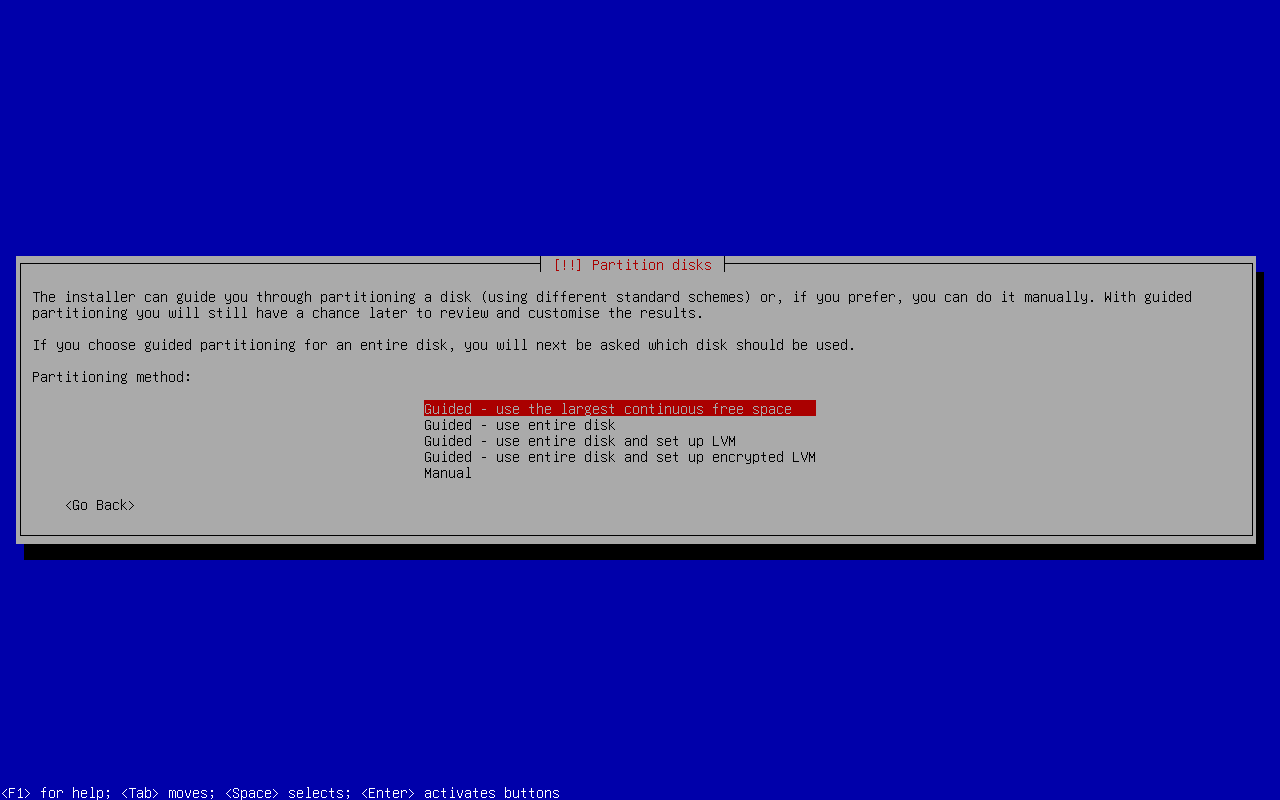 [!!] Partition disks
The installer can guide you through partitioning a disk (using different standard schemes) or, if you prefer, you can do it manually. With guided
partitioning you will still have a chance later to review and customise the results.
If you choose guided partitioning for an entire disk, you will next be asked which disk should be used.
Partitioning method:
Guided - use the largest continuous free space
Guided - use entire disk
Guided - use entire disk and set up LVM
Guided - use entire disk and set up encrypted LVM
Manual
<Go Back>
<F1> for help; <Tab> moves; <Space> selects; <Enter> activates buttons